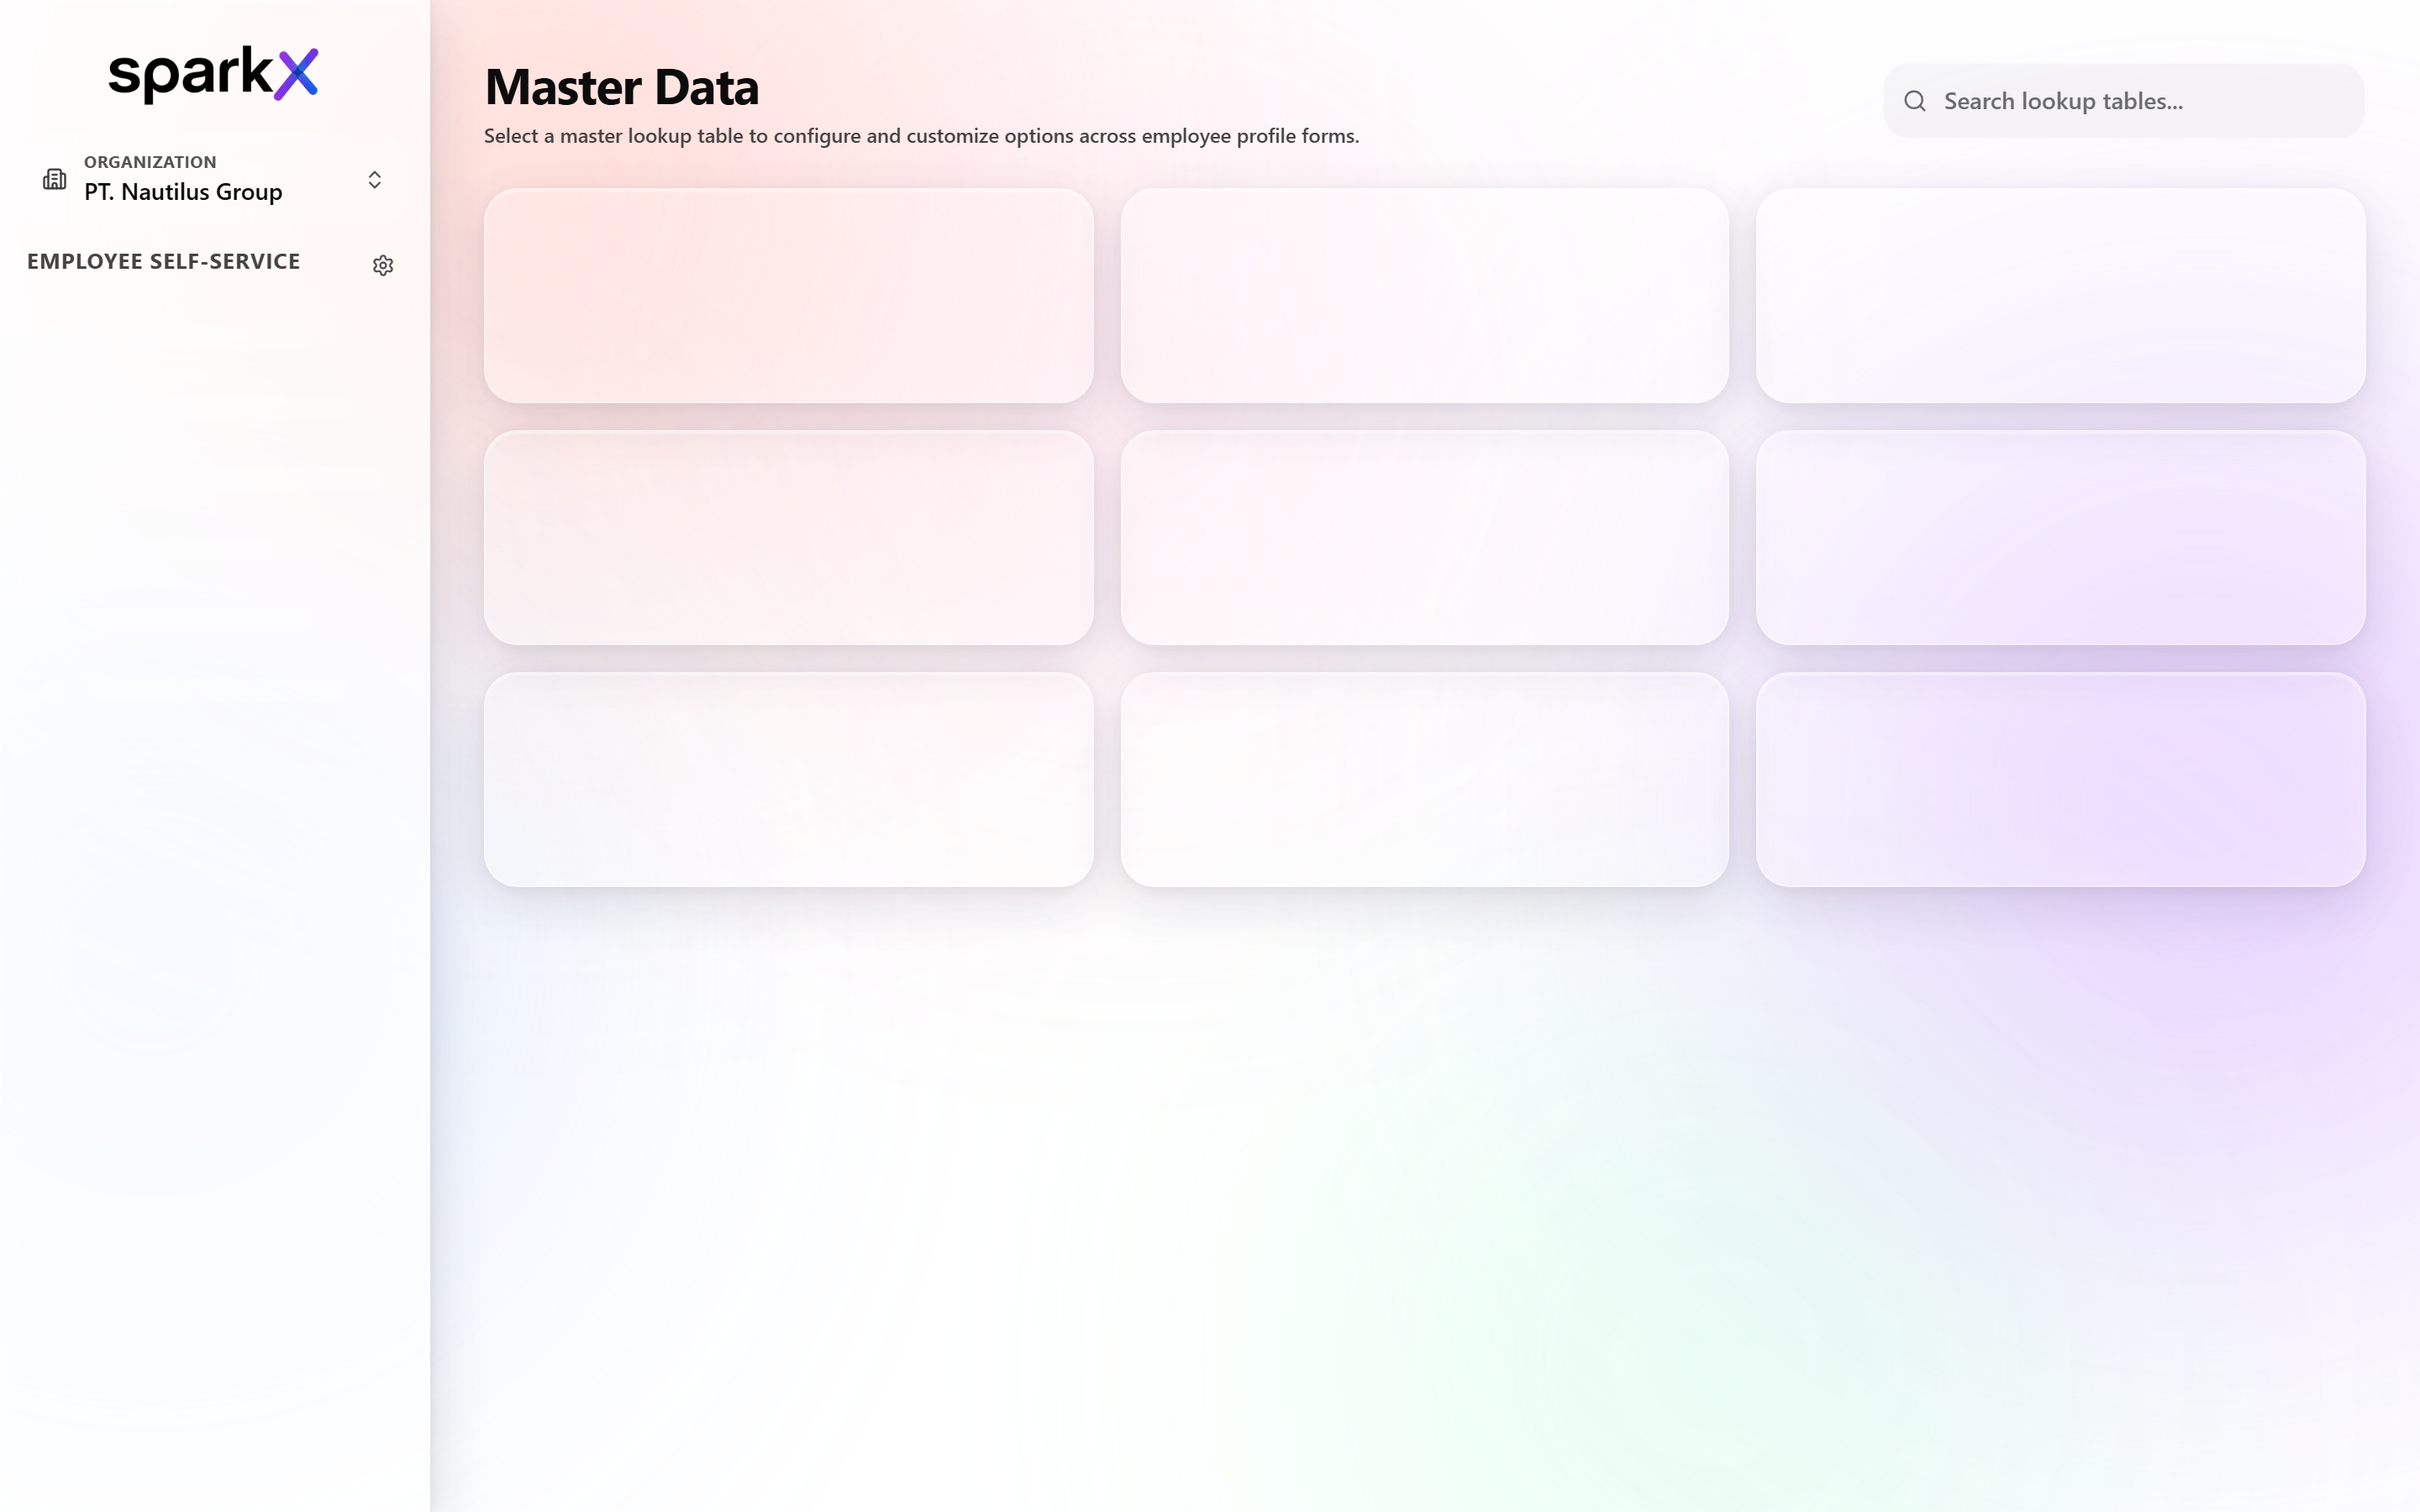 sparkX
ORGANIZATION
PT. Nautilus Group
EMPLOYEE SELF-SERVICE
Master Data
Select a master lookup table to configure and customize options across employee profile forms.
Search lookup tables...